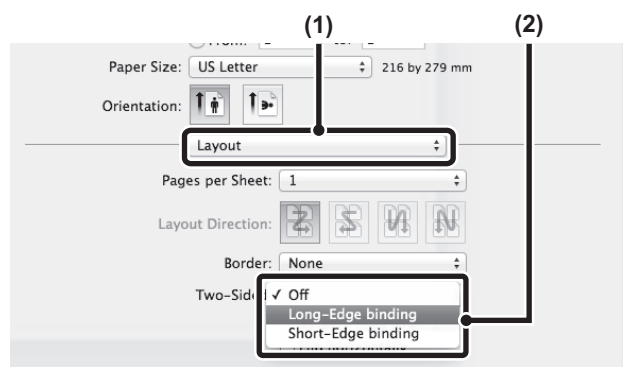 (1) (2)
Paper Size: US Letter 216 by 279 mm
Orientation:
Layout
Pages per Sheet: 1
Layout Direction:
Border: None
Two-Sided ✓ Off
Long-Edge binding
Short-Edge binding